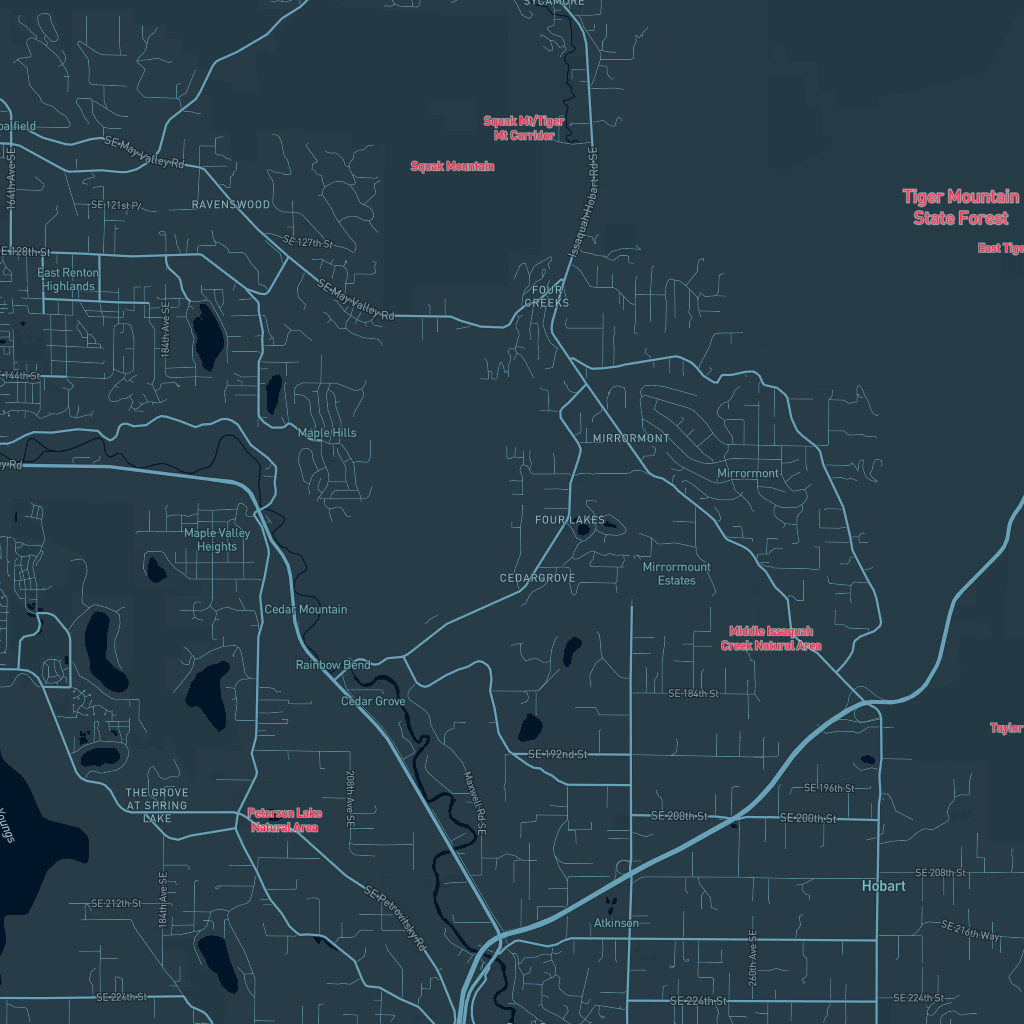 SYCAMORE
Squak Mt/Tiger
Mt Corridor
Squak Mountain
SE May Valley Rd
164th Ave SE
SE 121st Pl
RAVENSWOOD
Issaquah-Hobart Rd SE
Tiger Mountain
State Forest
East Tige
SE 127th St
SE 128th St
East Renton
Highlands
184th Ave SE
SE May Valley Rd
FOUR
CREEKS
144th St
Maple Hills
MIRRORMONT
Mirrormont
ey Rd
FOUR LAKES
Maple Valley
Heights
CEDARGROVE
Mirrormount
Estates
Cedar Mountain
Middle Issaquah
Creek Natural Area
Rainbow Bend
Cedar Grove
SE 184th St
Taylor
SE 192nd St
THE GROVE
AT SPRING
LAKE
208th Ave SE
Maxwell Rd SE
SE 196th St
Youngs
Peterson Lake
Natural Area
SE 200th St
SE 200th St
SE 208th St
Hobart
184th Ave SE
SE 212th St
SE Petrovitsky Rd
Atkinson
SE 216th Way
260th Ave SE
SE 224th St
SE 224th St
SE 224th St